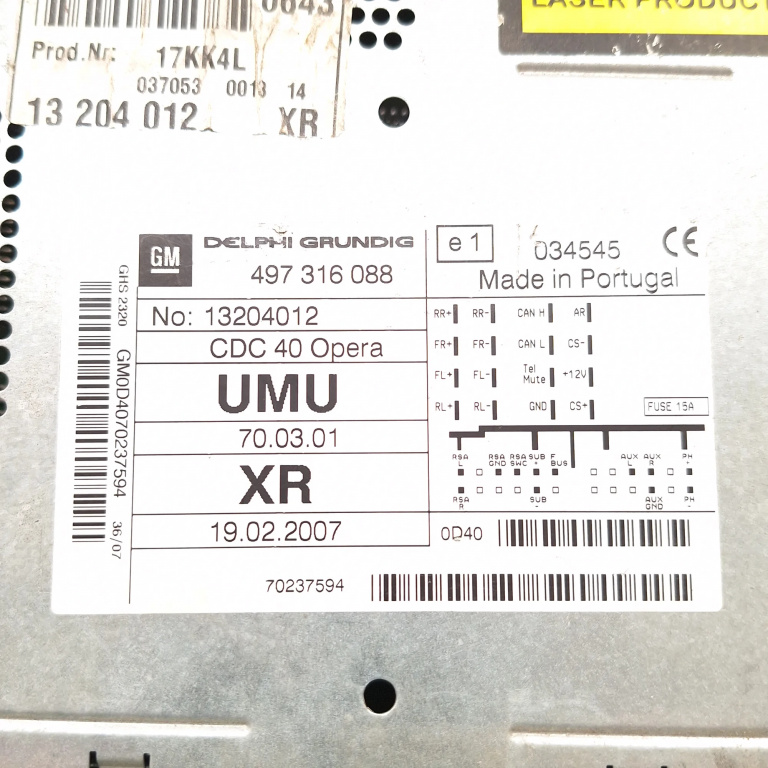 0643
Prod.Nr: 17KK4L
037053 0013 14
13 204 012 XR
LASER PRODUCT
GM DELPHI GRUNDIG
497 316 088
e1 034545 CE
Made in Portugal
No: 13204012
CDC 40 Opera
UMU
70.03.01
XR
19.02.2007
70237594
GHS 2320
GM0D4070237594 36/07
RR+ RR- CAN H AR
FR+ FR- CAN L CS-
FL+ FL- Tel Mute +12V
RL+ RL- GND CS+ FUSE 15A
RSA L RSA GND RSA SWC SUB + F BUS AUX L AUX R PH +
RSA R SUB - AUX GND PH -
0D40